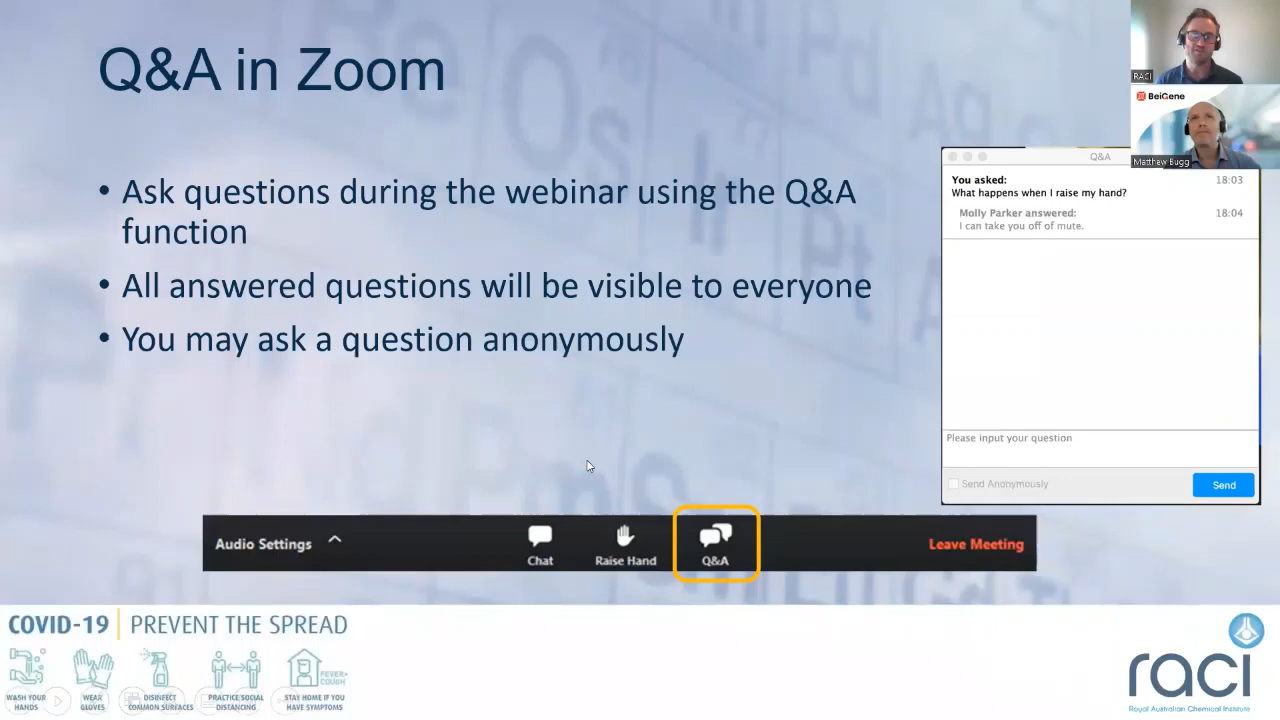 Q&A in Zoom
• Ask questions during the webinar using the Q&A
function
• All answered questions will be visible to everyone
• You may ask a question anonymously
RACI
BeiGene
Matthew Bugg
Q&A
You asked: 18:03
What happens when I raise my hand?
Molly Parker answered: 18:04
I can take you off of mute.
Please input your question
Send Anonymously
Send
Audio Settings
Chat
Raise Hand
Q&A
Leave Meeting
COVID-19 | PREVENT THE SPREAD
FEVER+
COUGH
WASH YOUR
HANDS
WEAR
GLOVES
DISINFECT
COMMON SURFACES
PRACTICE SOCIAL
DISTANCING
STAY HOME IF YOU
HAVE SYMPTOMS
raci
Royal Australian Chemical Institute